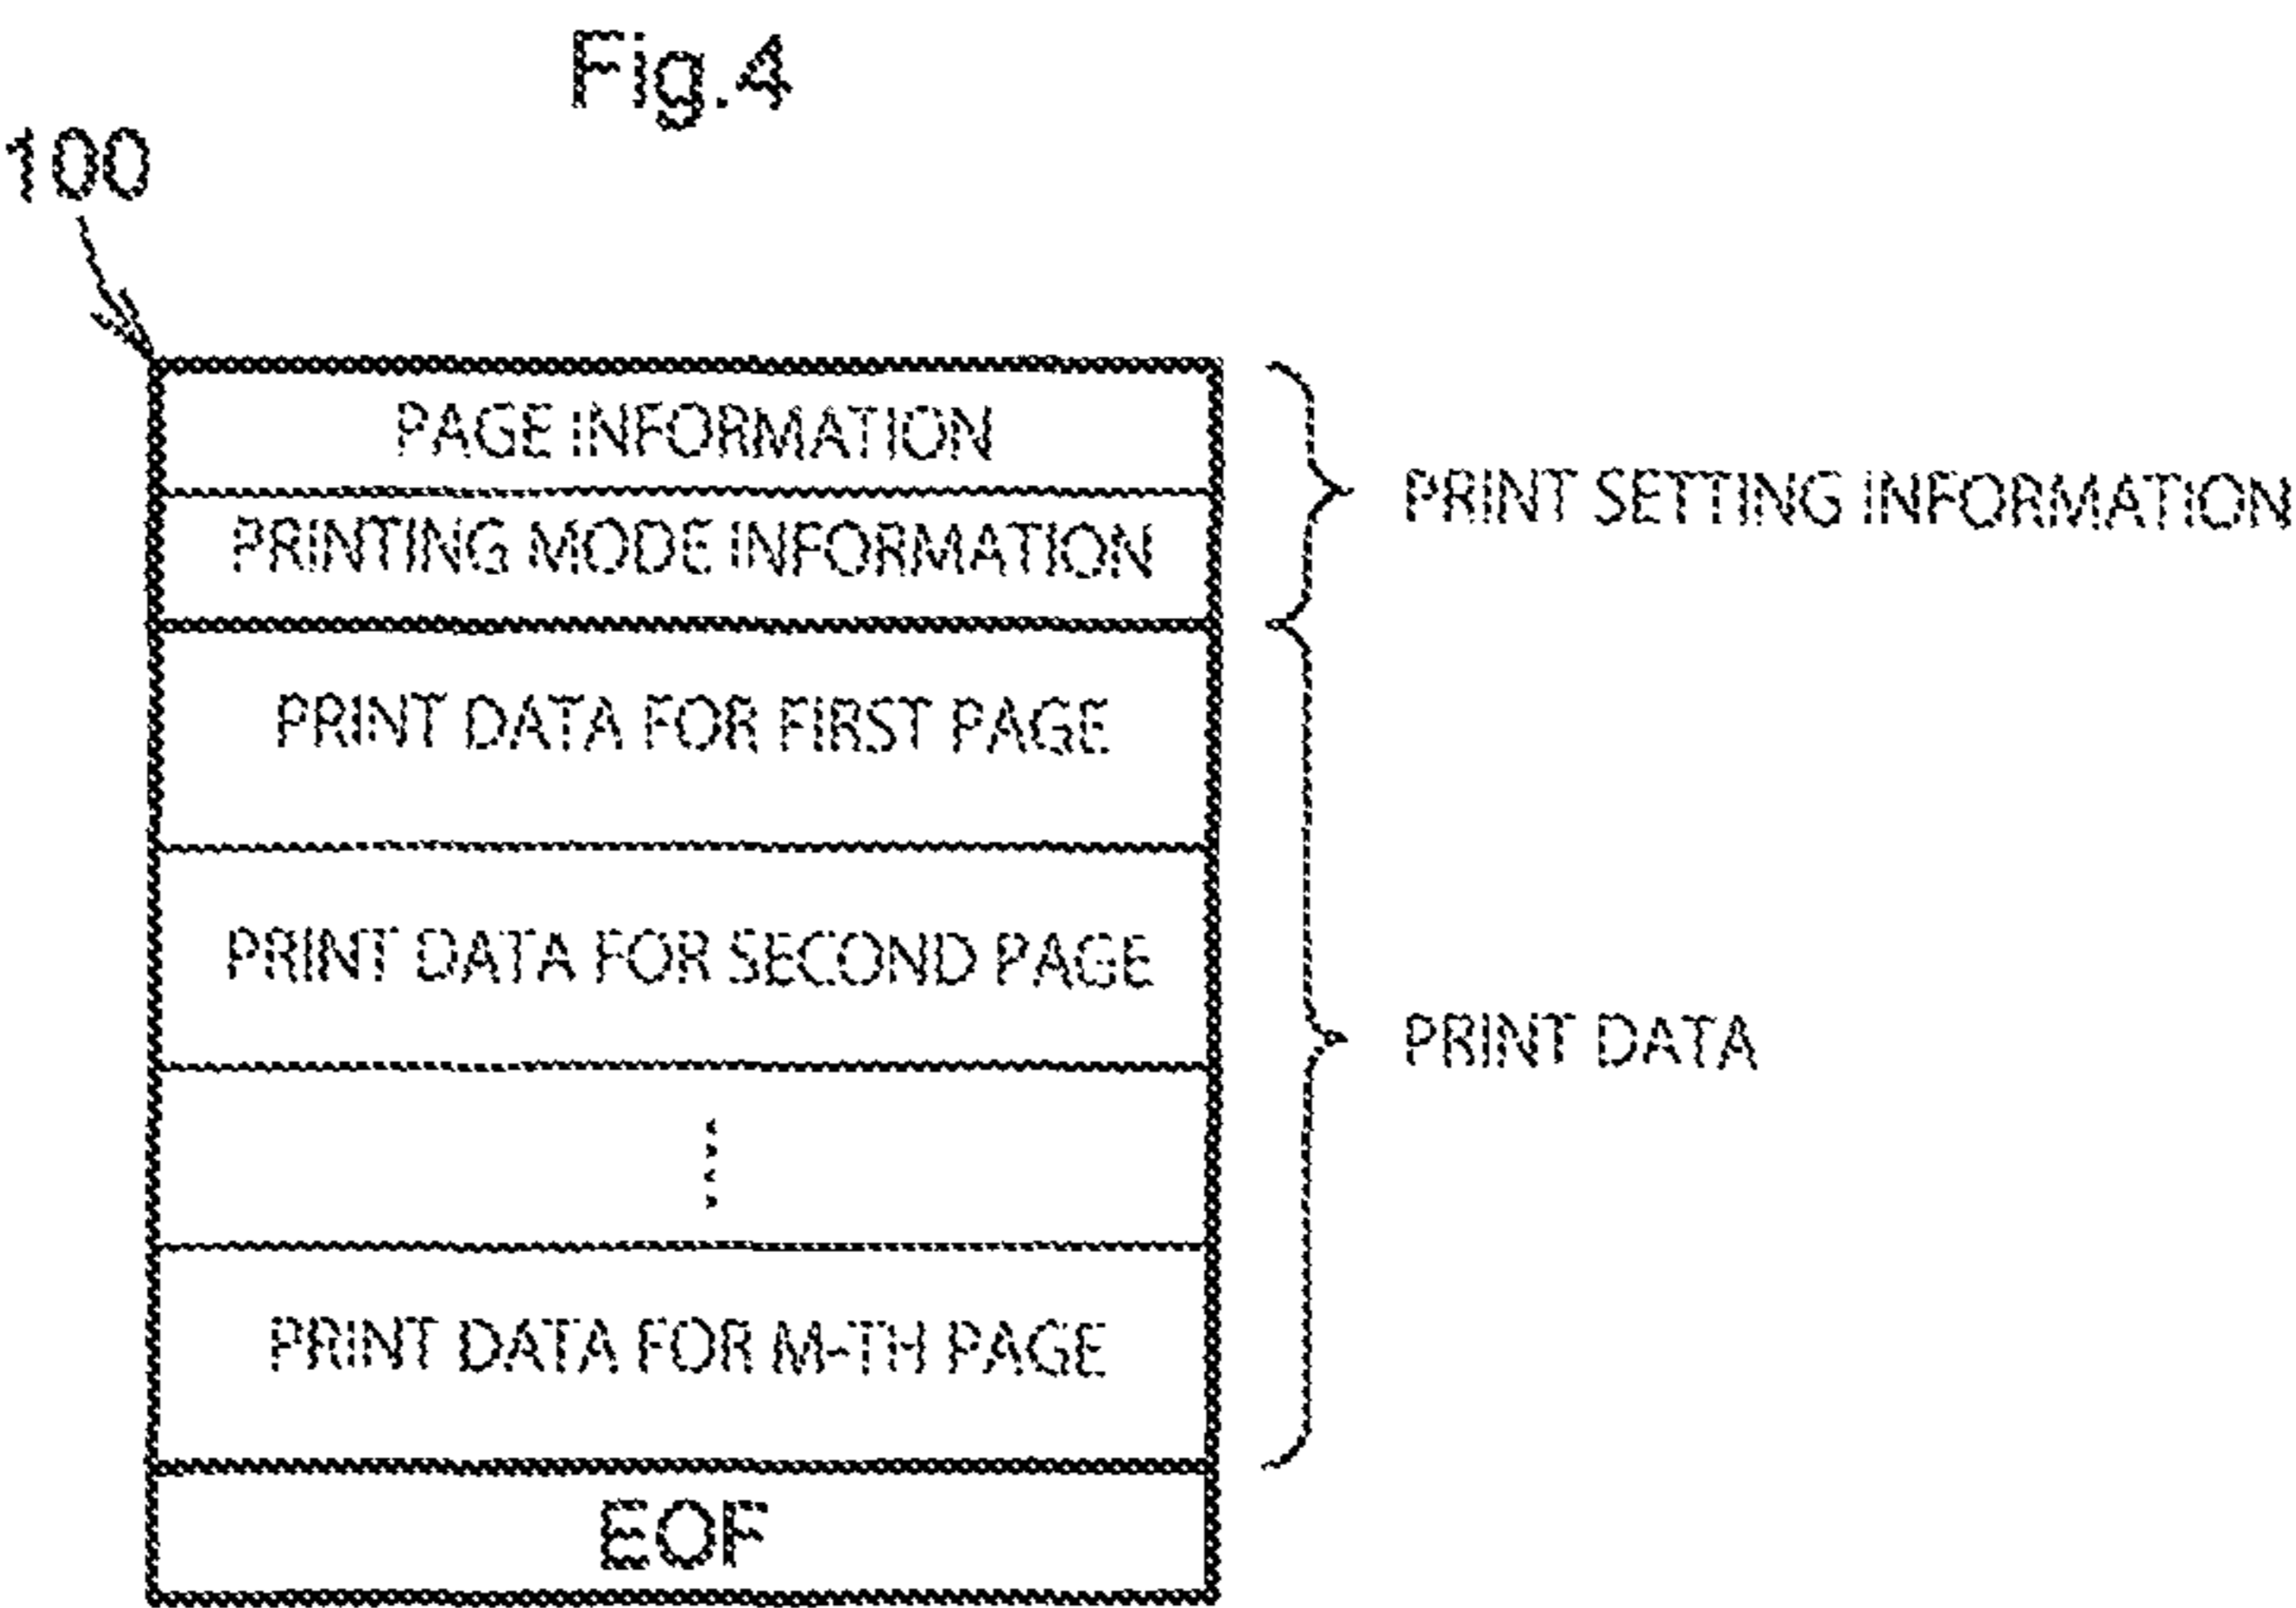 Fig.4
100
PAGE INFORMATION
PRINTING MODE INFORMATION
PRINT SETTING INFORMATION
PRINT DATA FOR FIRST PAGE
PRINT DATA FOR SECOND PAGE
PRINT DATA
PRINT DATA FOR M-TH PAGE
EOF